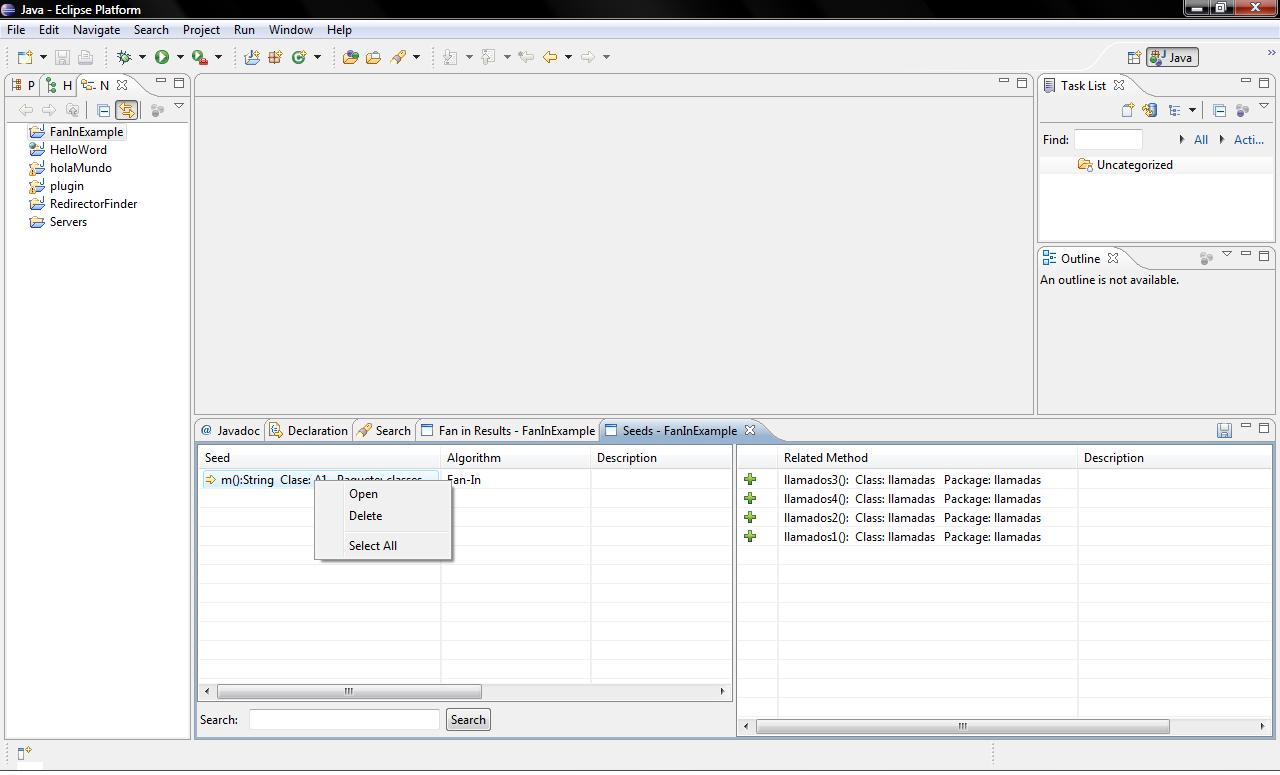 Java - Eclipse Platform
File Edit Navigate Search Run Project Window Help
P H N
Java
FanInExample
HelloWord
holaMundo
plugin
RedirectorFinder
Servers
Task List
Find: All Acti...
Uncategorized
Outline
An outline is not available.
@ Javadoc Declaration Search Fan in Results - FanInExample Seeds - FanInExample
Seed Algorithm Description
m():String Clase: A1 Paquete: classes Fan-In
Open
Delete
Select All
Search: Search
Related Method Description
llamados3(): Class: llamadas Package: llamadas
llamados4(): Class: llamadas Package: llamadas
llamados2(): Class: llamadas Package: llamadas
llamados1(): Class: llamadas Package: llamadas